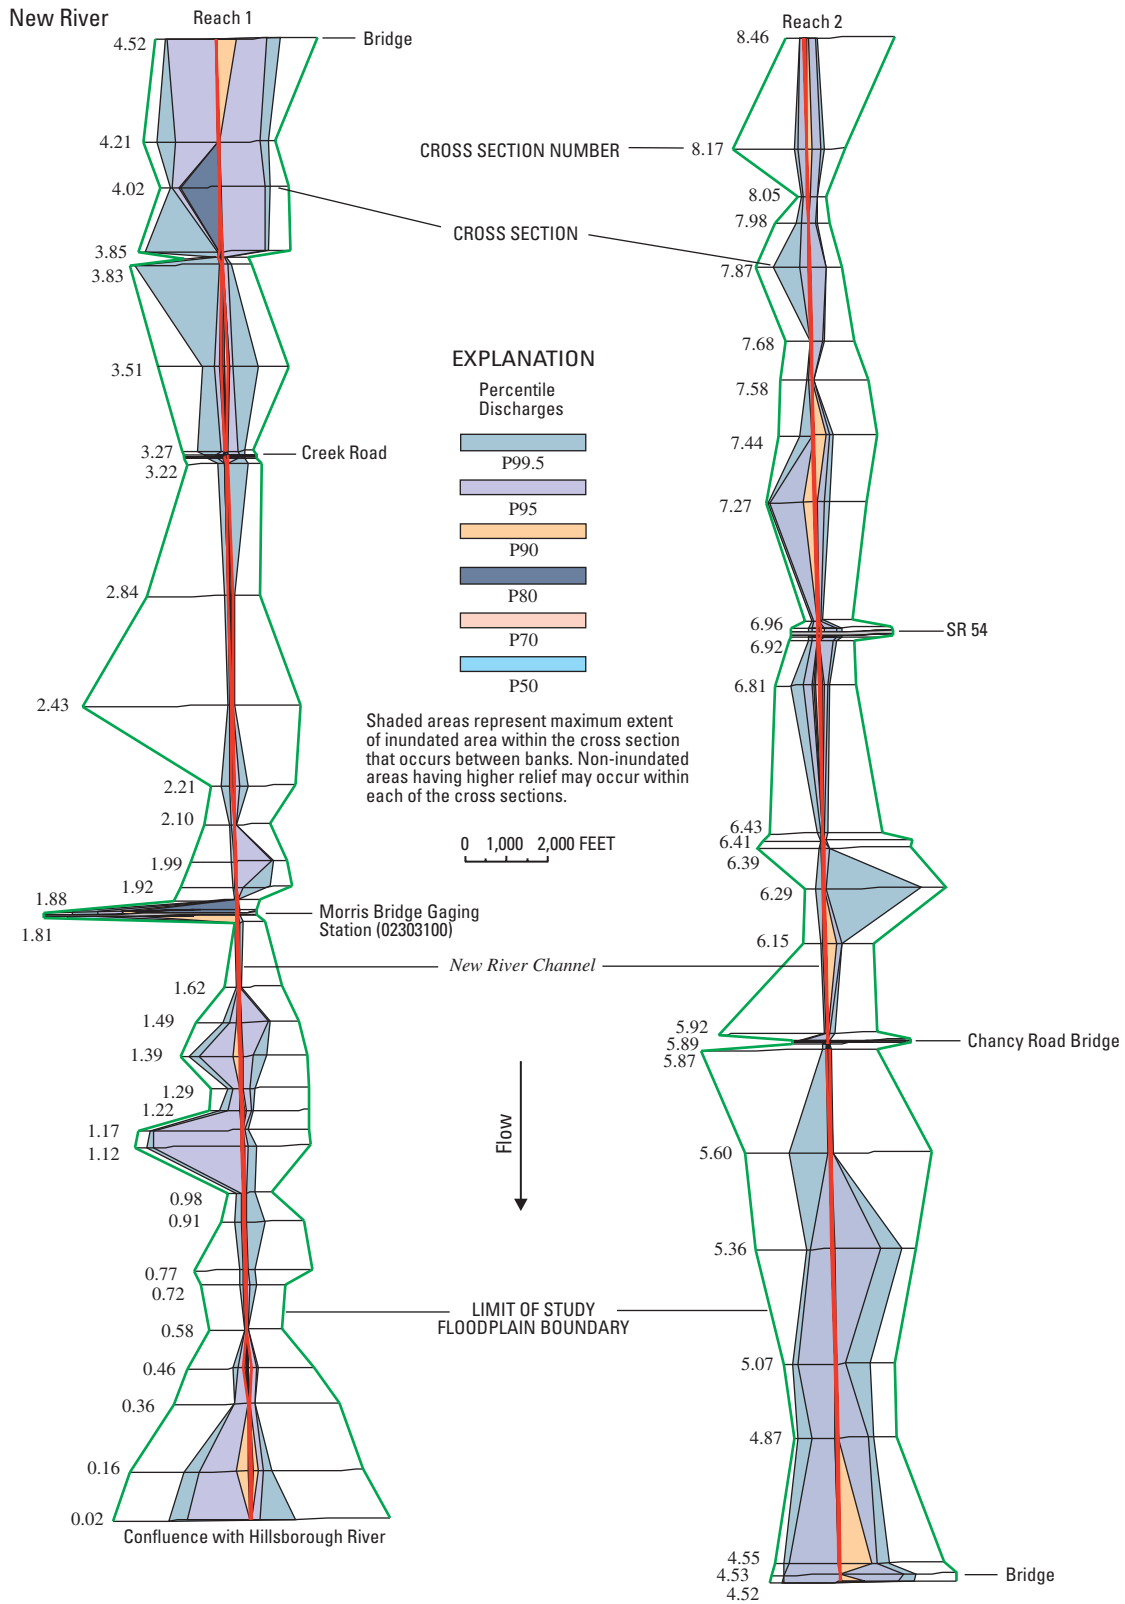 New River
Reach 1
4.52
Bridge
4.21
4.02
3.85
3.83
3.51
3.27
Creek Road
3.22
2.84
2.43
2.21
2.10
1.99
1.92
1.88
Morris Bridge Gaging
Station (02303100)
1.81
1.62
1.49
1.39
1.29
1.22
1.17
1.12
0.98
0.91
0.77
0.72
0.58
0.46
0.36
0.16
0.02
Confluence with Hillsborough River
CROSS SECTION NUMBER
CROSS SECTION
EXPLANATION
Percentile
Discharges
P99.5
P95
P90
P80
P70
P50
Shaded areas represent maximum extent
of inundated area within the cross section
that occurs between banks. Non-inundated
areas having higher relief may occur within
each of the cross sections.
0 1,000 2,000 FEET
New River Channel
Flow
LIMIT OF STUDY
FLOODPLAIN BOUNDARY
Reach 2
8.46
8.17
8.05
7.98
7.87
7.68
7.58
7.44
7.27
6.96
SR 54
6.92
6.81
6.43
6.41
6.39
6.29
6.15
5.92
5.89
Chancy Road Bridge
5.87
5.60
5.36
5.07
4.87
4.55
4.53
Bridge
4.52